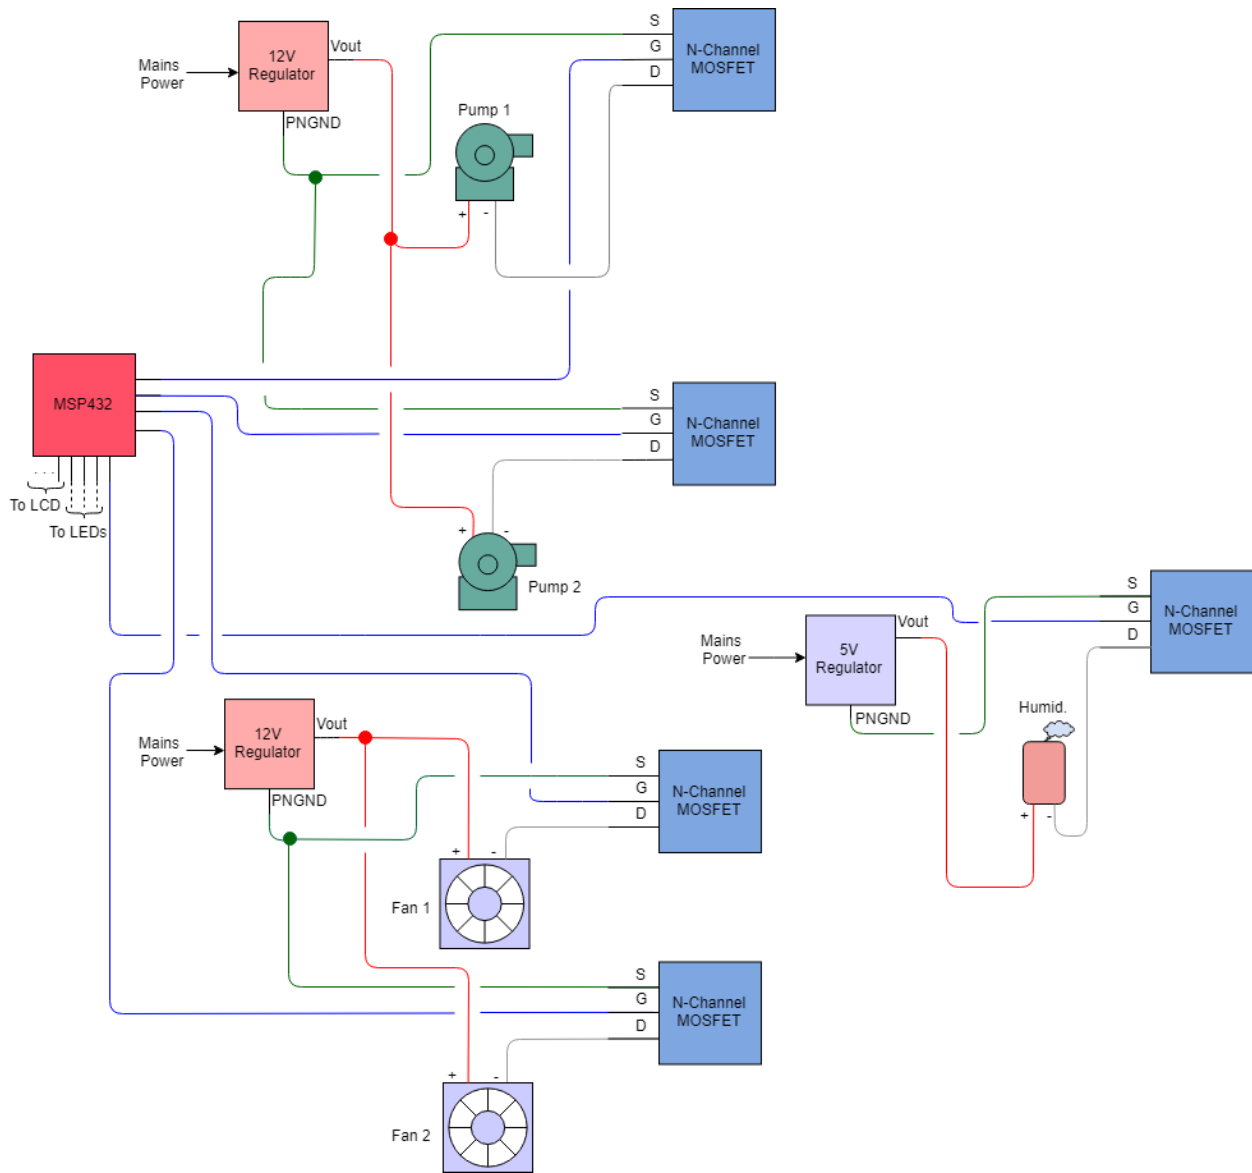 S
12V
Regulator
Vout
G
N-Channel
MOSFET
Mains
Power
D
Pump 1
PNGND
+
-
MSP432
S
G
N-Channel
MOSFET
D
. . .
To LCD
To LEDs
+
-
Pump 2
S
G
N-Channel
MOSFET
D
Mains
Power
5V
Regulator
Vout
PNGND
Humid.
+
-
Mains
Power
12V
Regulator
Vout
PNGND
S
G
N-Channel
MOSFET
D
+
-
Fan 1
S
G
N-Channel
MOSFET
D
+
-
Fan 2